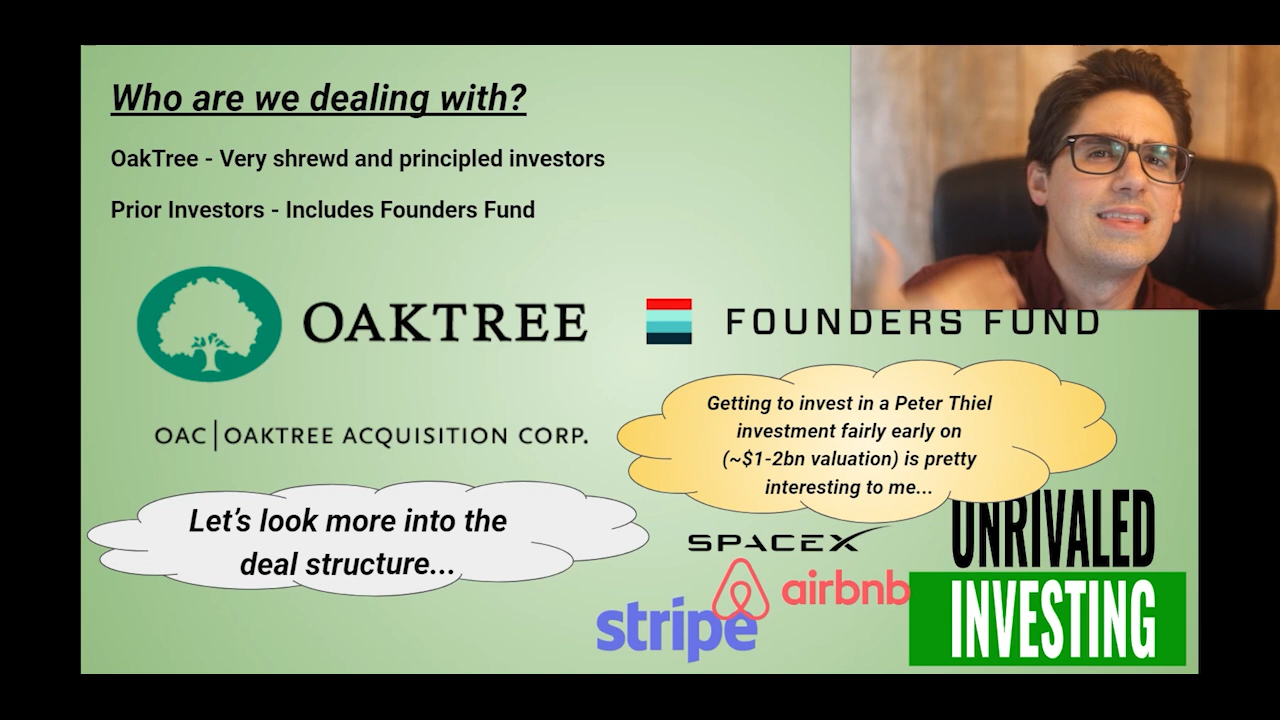 Who are we dealing with?
OakTree - Very shrewd and principled investors
Prior Investors - Includes Founders Fund
OAKTREE
FOUNDERS FUND
OAC|OAKTREE ACQUISITION CORP.
Getting to invest in a Peter Thiel
investment fairly early on
(~$1-2bn valuation) is pretty
interesting to me...
Let's look more into the
deal structure...
SPACEX
airbnb
stripe
UNRIVALED
INVESTING